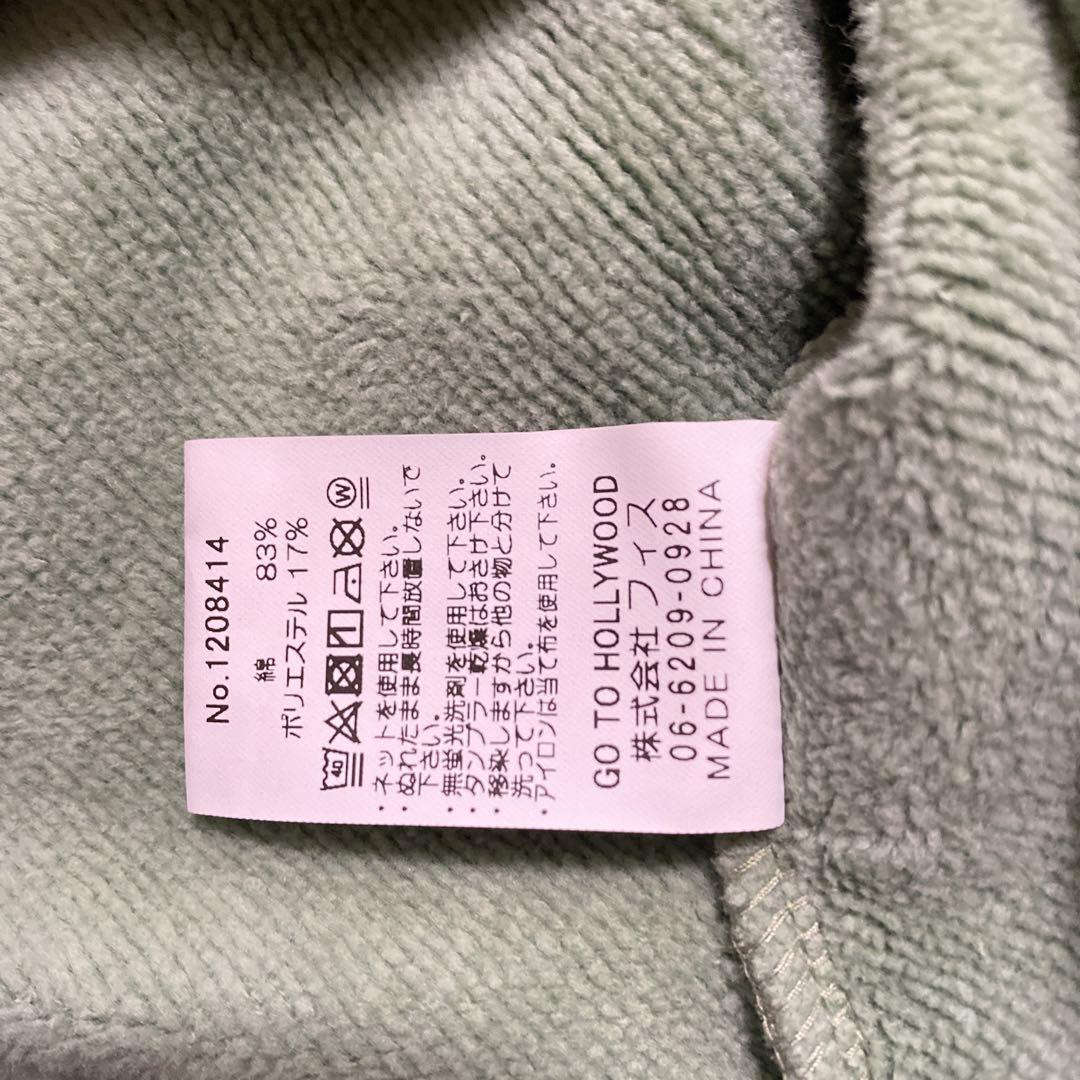 No.1208414
綿 83%
ポリエステル 17%
40
W
・ネットを使用して下さい。
・ぬれたまま長時間放置しないで
下さい。
・無蛍光洗剤を使用して下さい。
・タンブラー乾燥はおさけ下さい。
・移染しますから他の物と分けて
洗って下さい。
・アイロンは当て布を使用して下さい。
GO TO HOLLYWOOD
株式会社 フィス
06-6209-0928
MADE IN CHINA